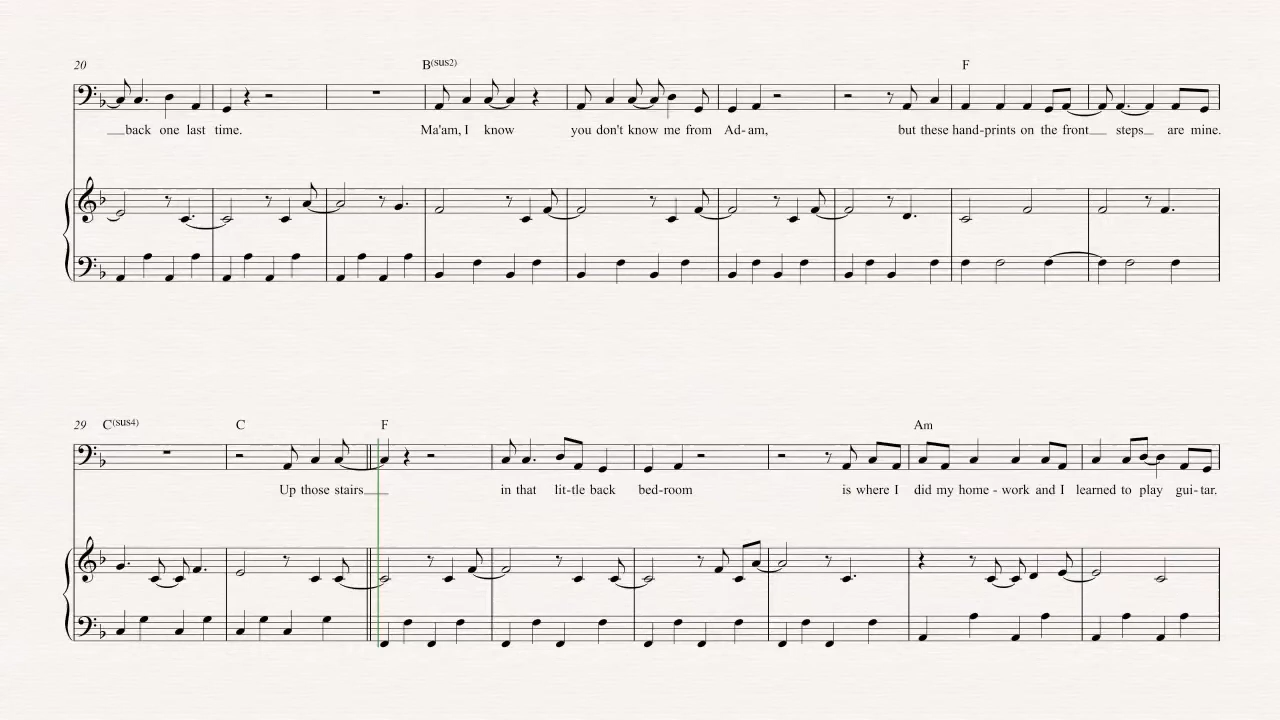 20 B(sus2) F
back one last time. Ma'am, I know you don't know me from Ad-am, but these hand-prints on the front steps are mine.
29 C(sus4) C F Am
Up those stairs in that lit-tle back bed-room is where I did my home - work and I learned to play gui-tar.